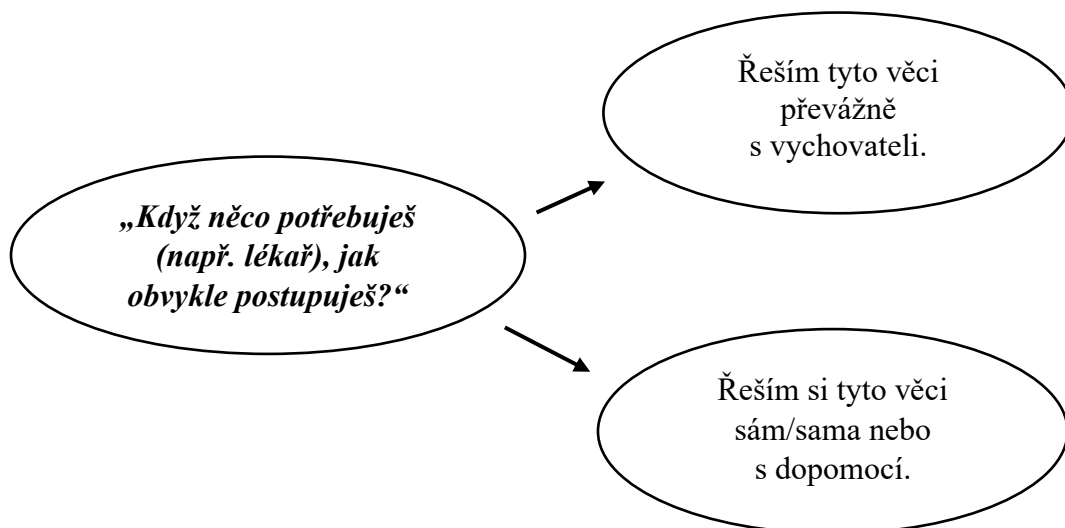 Řeším tyto věci
převážně
s vychovateli.
„Když něco potřebuješ
(např. lékař), jak
obvykle postupuješ?“
Řeším si tyto věci
sám/sama nebo
s dopomocí.